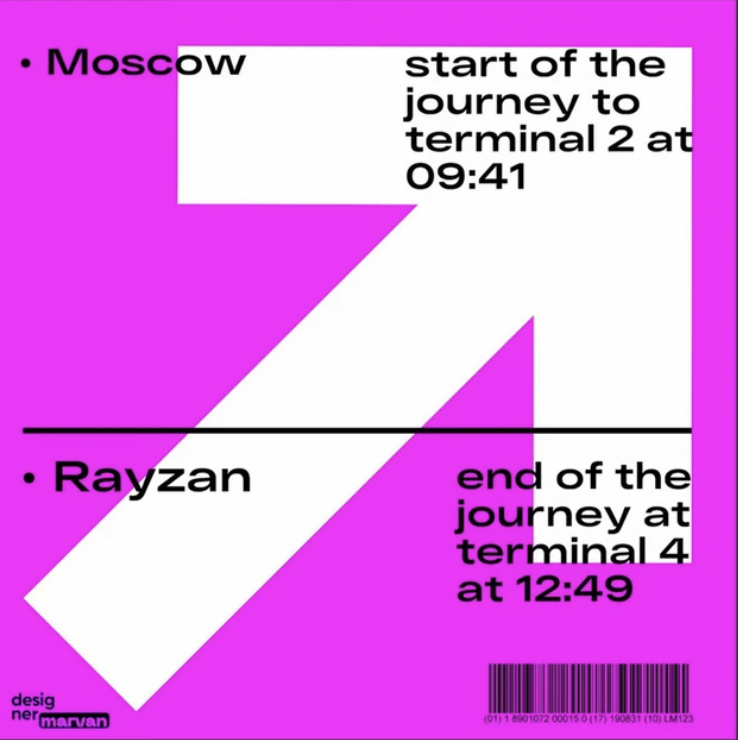 • Moscow
start of the
journey to
terminal 2 at
09:41
• Rayzan
end of the
journey at
terminal 4
at 12:49
desig
ner marvan
(01) 1 8901072 00015 0 (17) 190831 (10) LM123